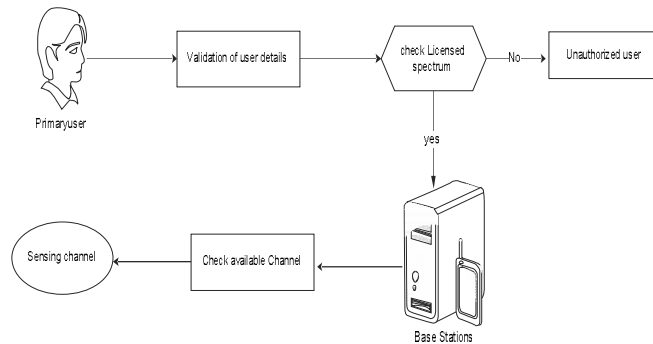 Primaryuser
Validation of user details
check Licensed
spectrum
No
Unauthorized user
yes
Base Stations
Check available Channel
Sensing channel